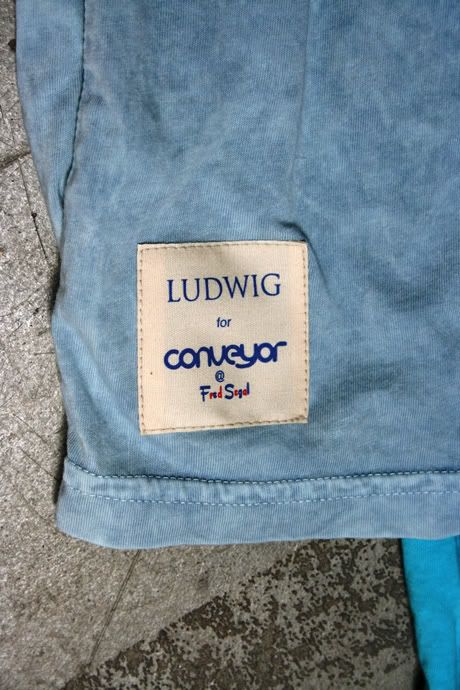 LUDWIG
for
conveyor
@
Fred Segal